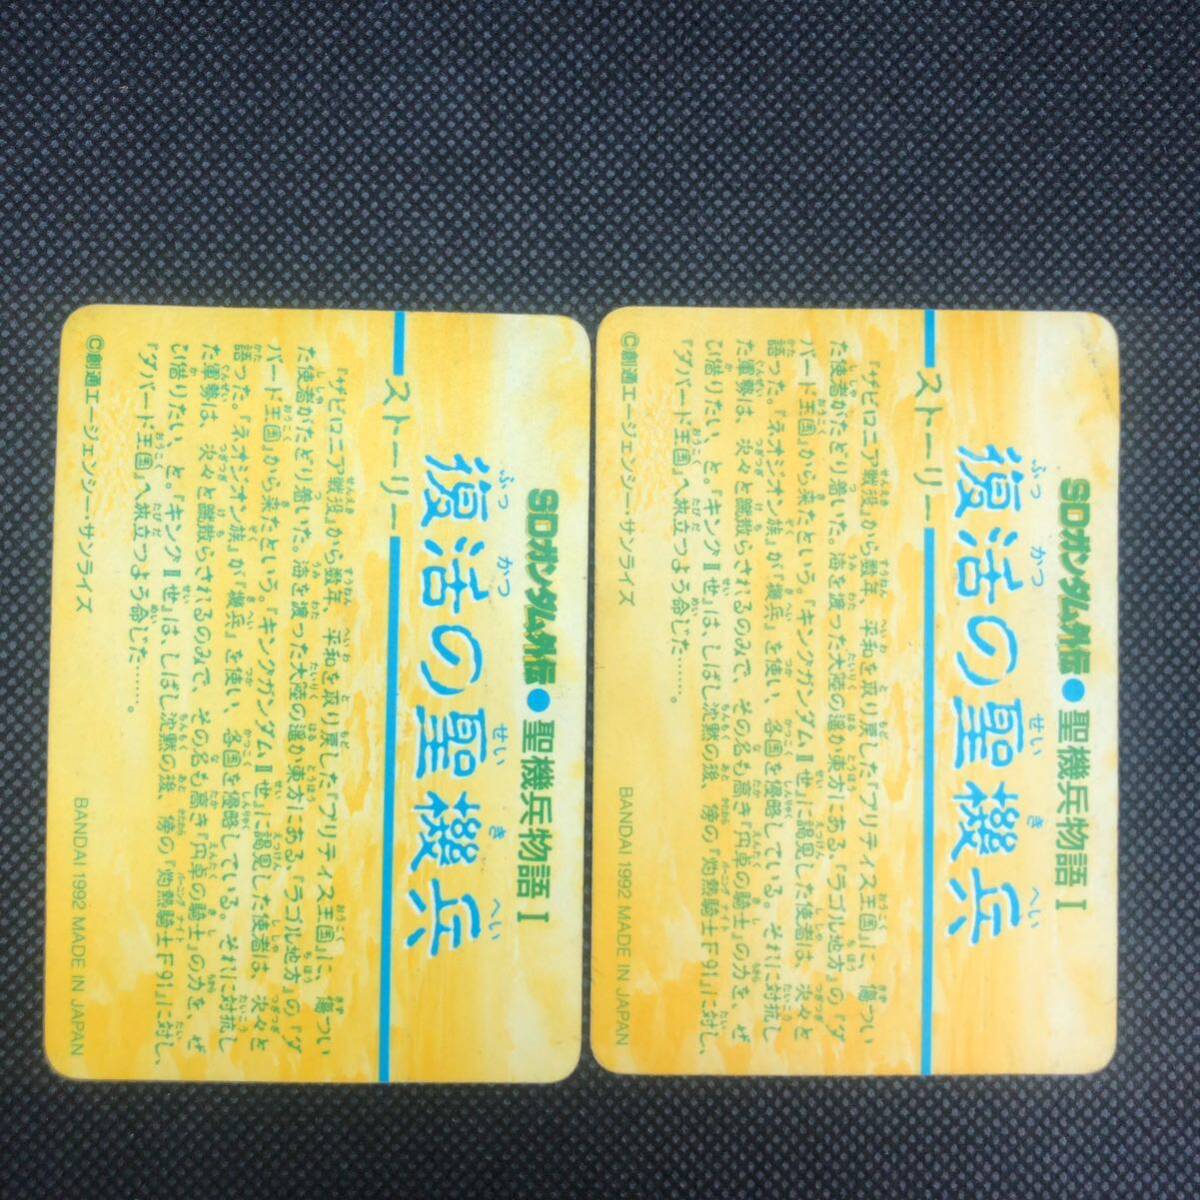 SDガンダム外伝●聖機兵物語 I
ふっかつ せいきへい
復活の聖機兵
ストーリー
「ザビロニア戦役」から数年、平和を取り戻した「ブリティス王国」に、傷つい
た使者がたどり着いた。海を渡った大陸の遥か東方にある「ラゴル地方」の「ダ
バード王国」から来たという。「キングガンダムⅡ世」に謁見した使者は、次々と
語った。「ネオジオン族」が「機兵」を使い、各国を侵略している。それに対抗し
た軍勢は、次々と蹴散らされるのみで、その名も高き「円卓の騎士」の力を、ぜ
ひ借りたい、と。「キングⅡ世」は、しばし沈黙の後、傍の「灼熱騎士F91」に対し、
「ダバード王国」へ旅立つよう命じた……。
©創通エージェンシー・サンライズ BANDAI 1992 MADE IN JAPAN
SDガンダム外伝●聖機兵物語 I
ふっかつ せいきへい
復活の聖機兵
ストーリー
「ザビロニア戦役」から数年、平和を取り戻した「ブリティス王国」に、傷つい
た使者がたどり着いた。海を渡った大陸の遥か東方にある「ラゴル地方」の「ダ
バード王国」から来たという。「キングガンダムⅡ世」に謁見した使者は、次々と
語った。「ネオジオン族」が「機兵」を使い、各国を侵略している。それに対抗し
た軍勢は、次々と蹴散らされるのみで、その名も高き「円卓の騎士」の力を、ぜ
ひ借りたい、と。「キングⅡ世」は、しばし沈黙の後、傍の「灼熱騎士F91」に対し、
「ダバード王国」へ旅立つよう命じた……。
©創通エージェンシー・サンライズ BANDAI 1992 MADE IN JAPAN